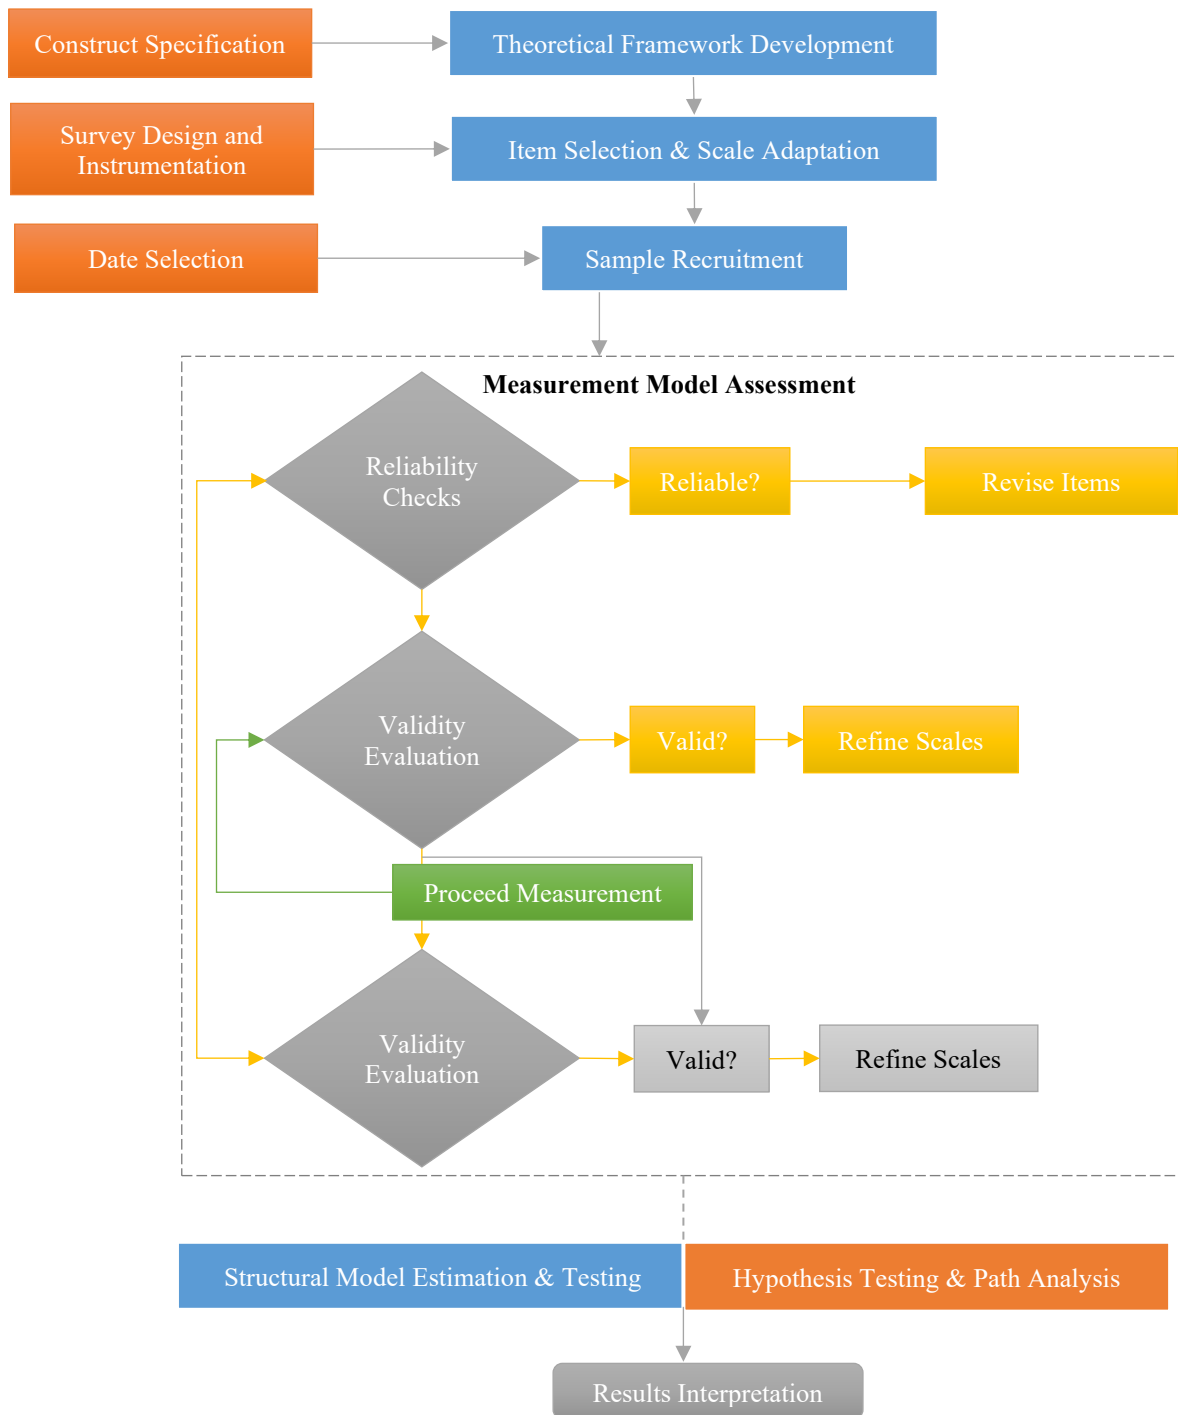 Construct Specification
Theoretical Framework Development
Survey Design and
Instrumentation
Item Selection & Scale Adaptation
Date Selection
Sample Recruitment
Measurement Model Assessment
Reliability
Checks
Reliable?
Revise Items
Validity
Evaluation
Valid?
Refine Scales
Proceed Measurement
Validity
Evaluation
Valid?
Refine Scales
Structural Model Estimation & Testing
Hypothesis Testing & Path Analysis
Results Interpretation